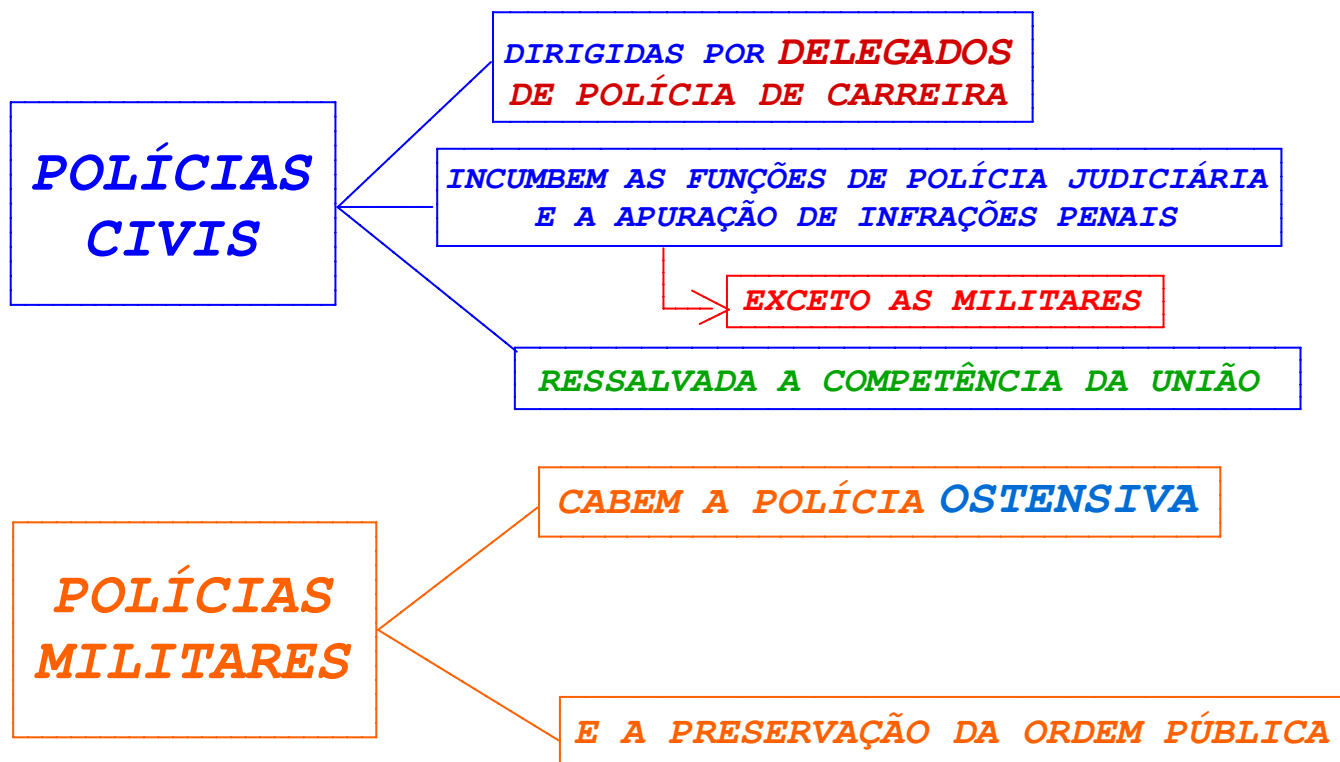 POLÍCIAS
CIVIS
DIRIGIDAS POR DELEGADOS
DE POLÍCIA DE CARREIRA
INCUMBEM AS FUNÇÕES DE POLÍCIA JUDICIÁRIA
E A APURAÇÃO DE INFRAÇÕES PENAIS
EXCETO AS MILITARES
RESSALVADA A COMPETÊNCIA DA UNIÃO
POLÍCIAS
MILITARES
CABEM A POLÍCIA OSTENSIVA
E A PRESERVAÇÃO DA ORDEM PÚBLICA